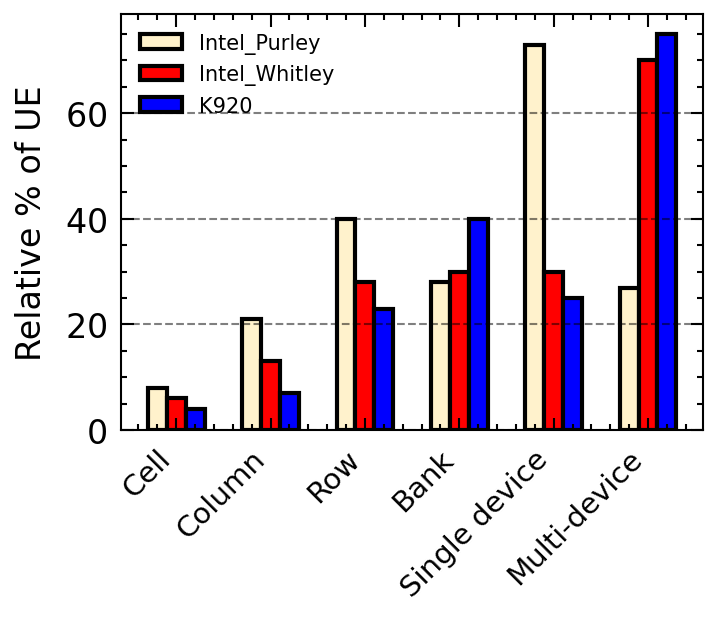 Intel_Purley
Intel_Whitley
K920
Relative % of UE
60
40
20
0
Cell
Column
Row
Bank
Single device
Multi-device